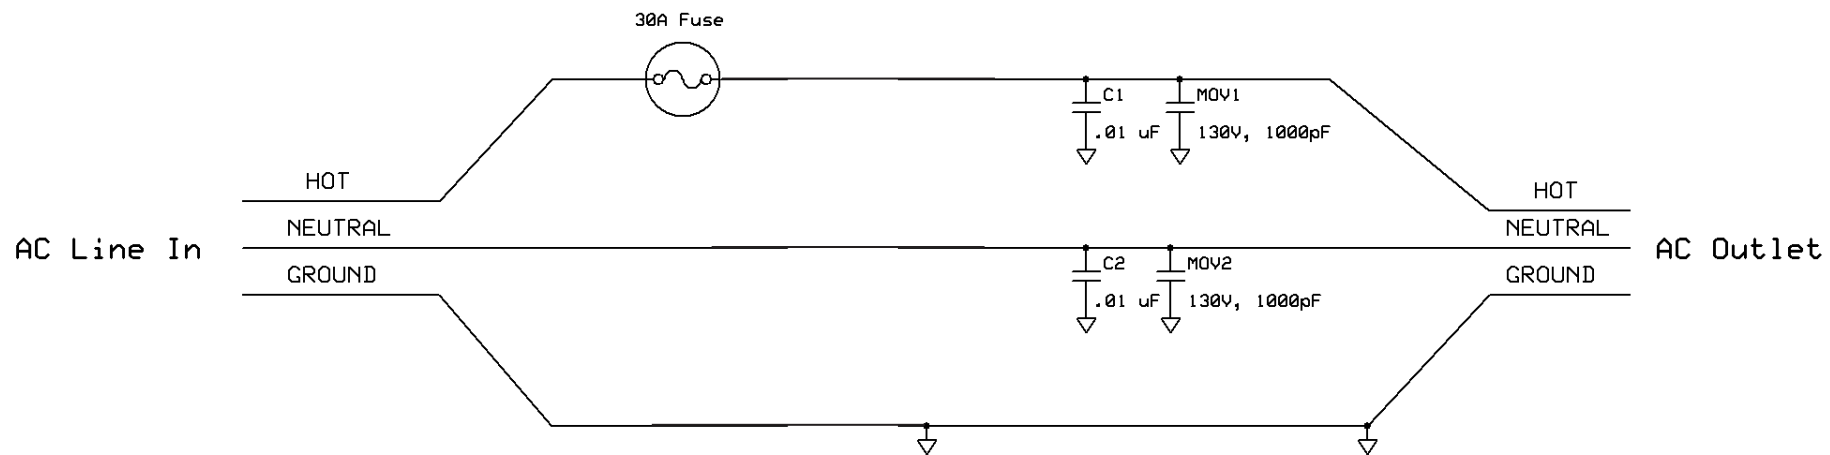 30A Fuse
C1
MOV1
.01 uF
130V, 1000pF
HOT
HOT
NEUTRAL
NEUTRAL
AC Line In
AC Outlet
C2
MOV2
.01 uF
130V, 1000pF
GROUND
GROUND